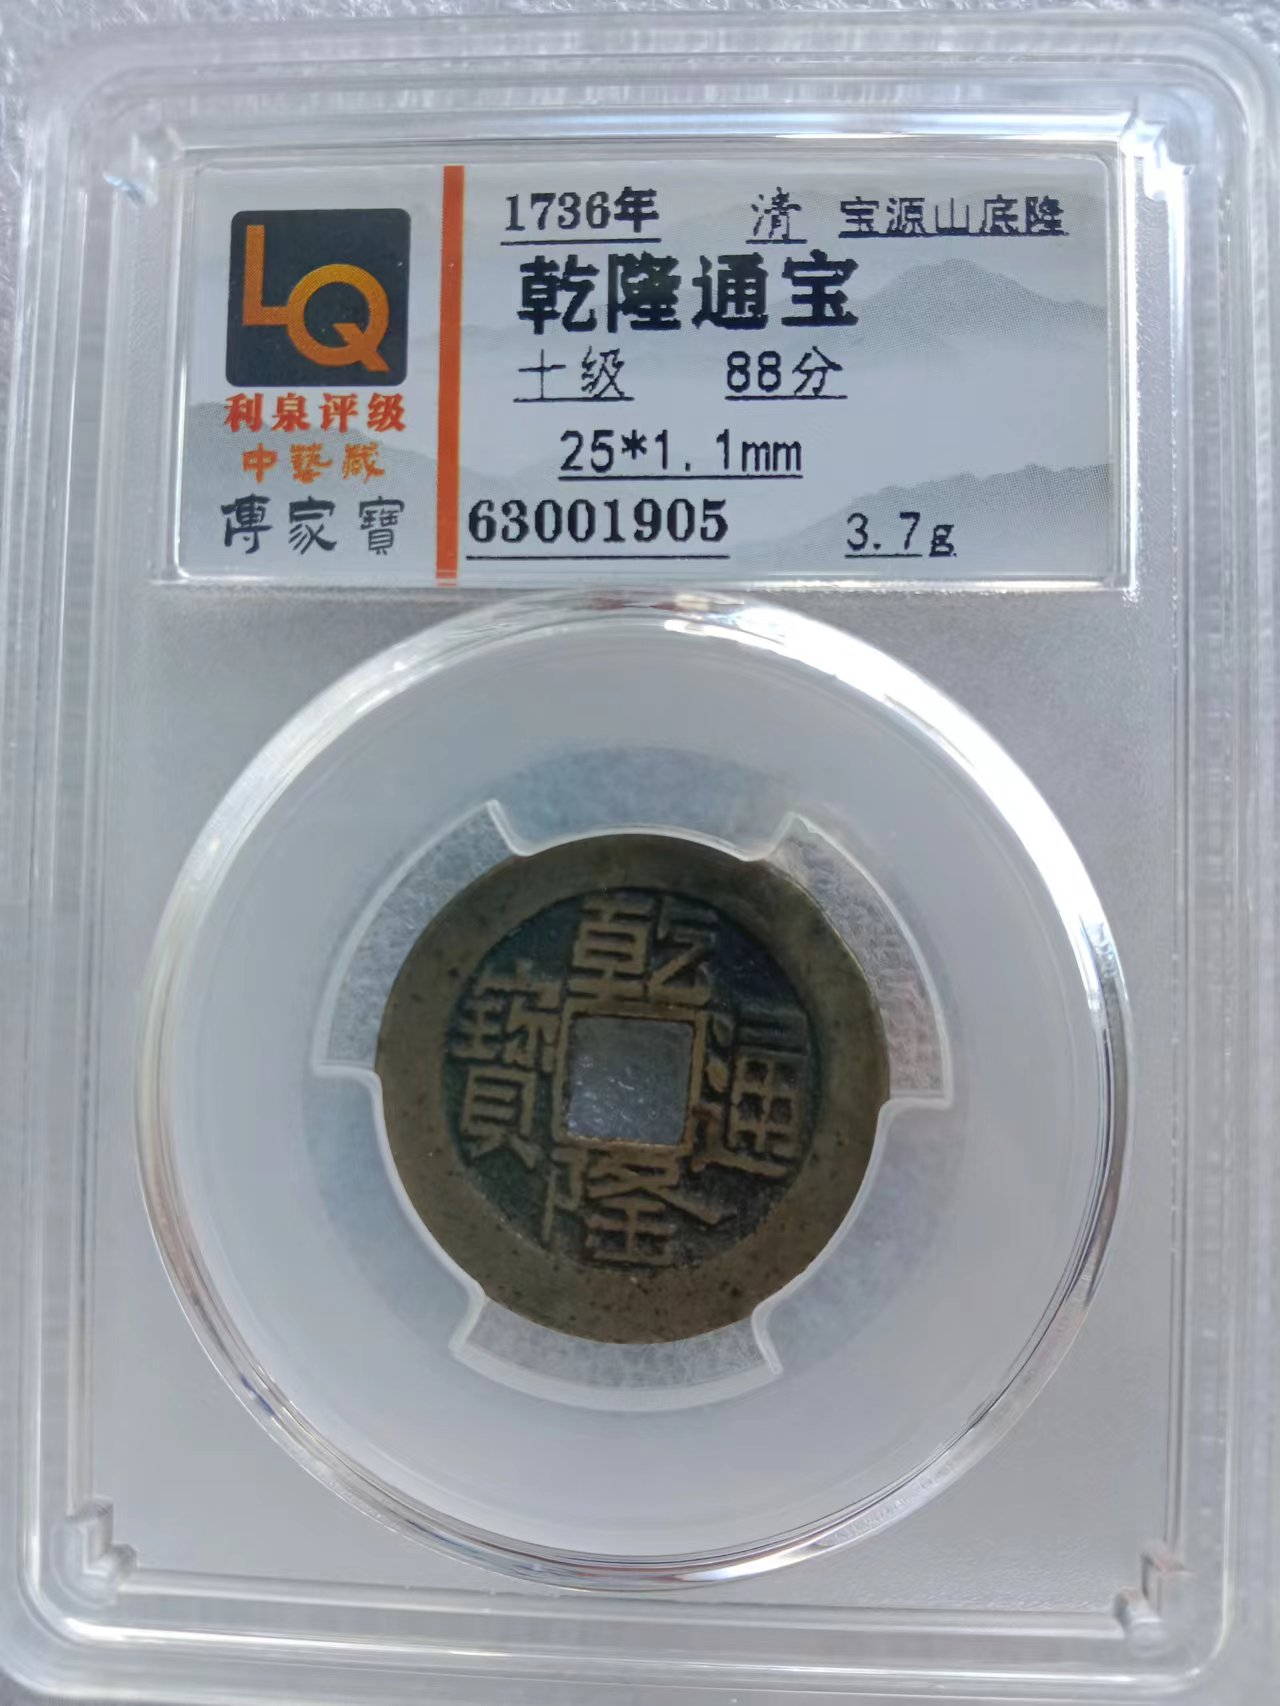 LQ
利泉评级
中藝藏
傳家寶
1736年 清 宝源山底隆
乾隆通宝
士级 88分
25*1.1mm
63001905 3.7g
乾隆通寶